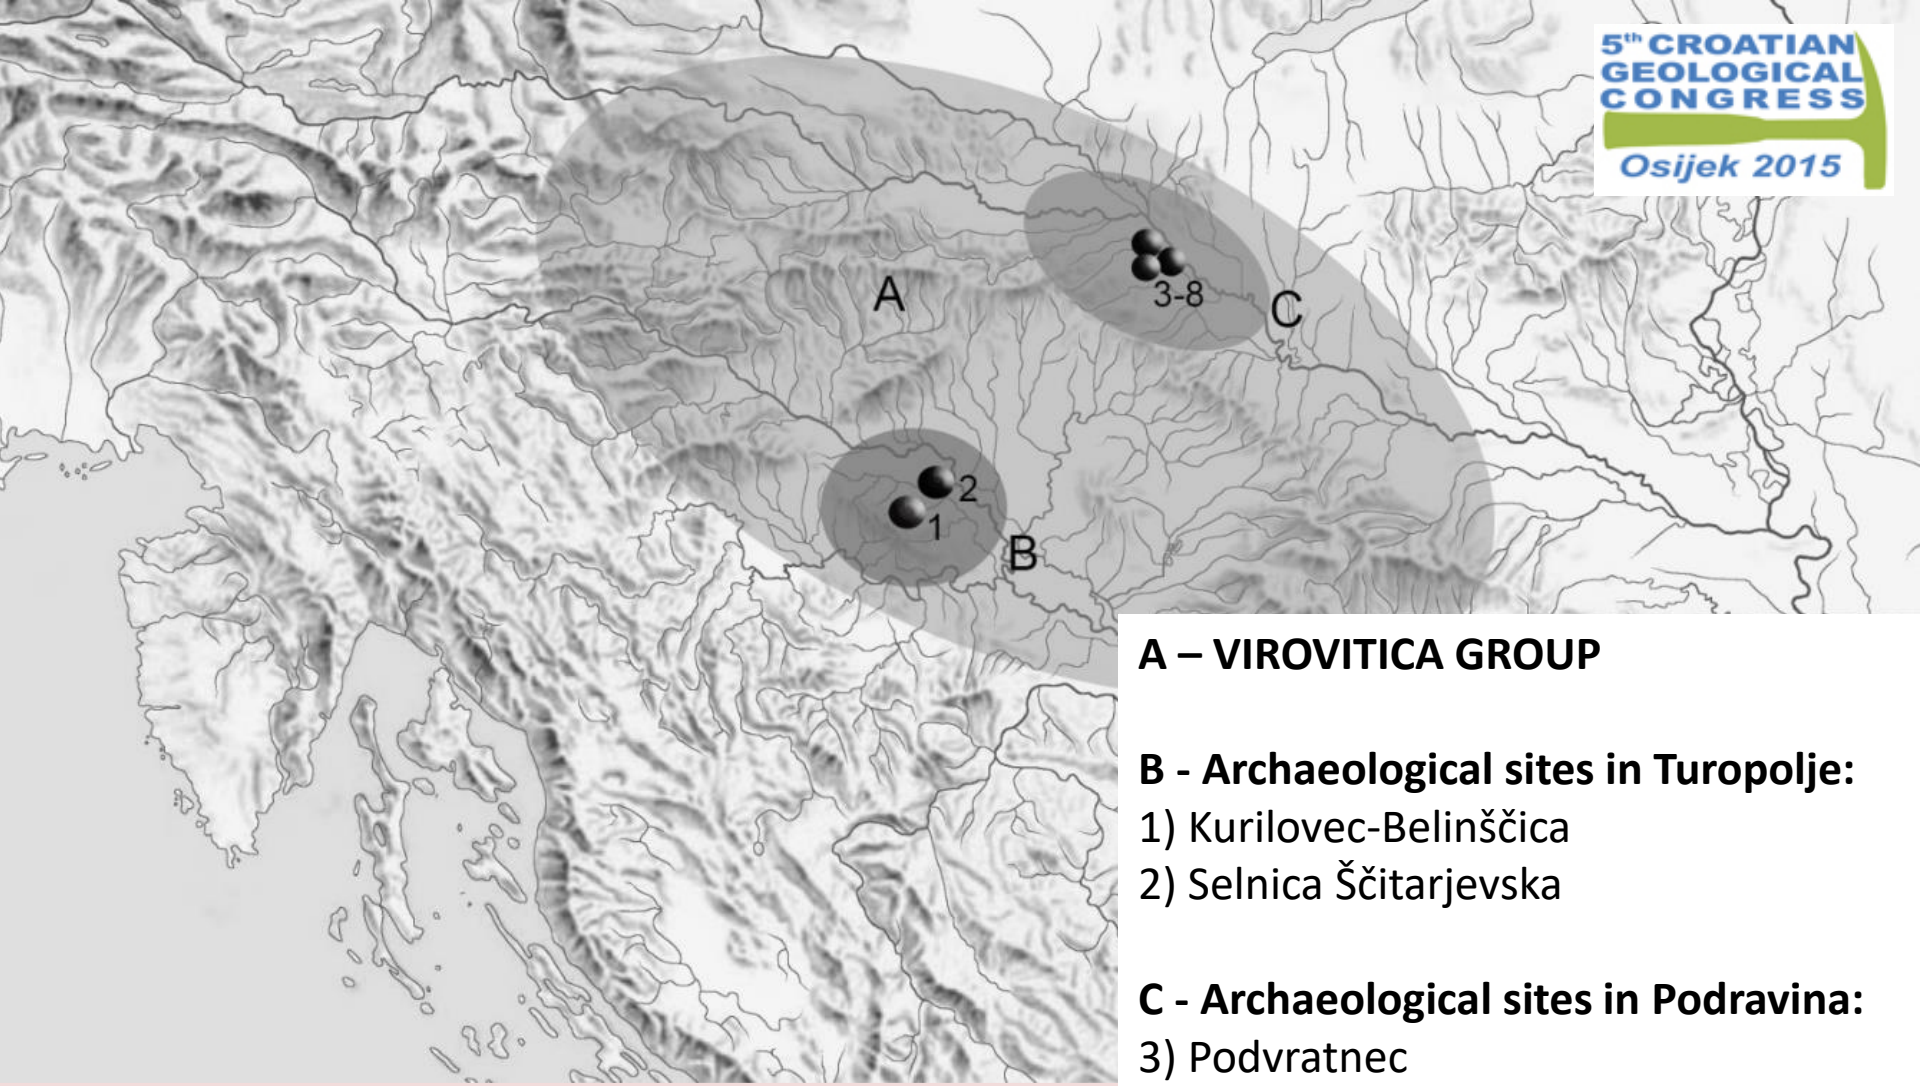 5th CROATIAN
GEOLOGICAL
CONGRESS
Osijek 2015
A
3-8
C
2
1
B
A – VIROVITICA GROUP
B - Archaeological sites in Turopolje:
1) Kurilovec-Belinščica
2) Selnica Ščitarjevska
C - Archaeological sites in Podravina:
3) Podvratnec